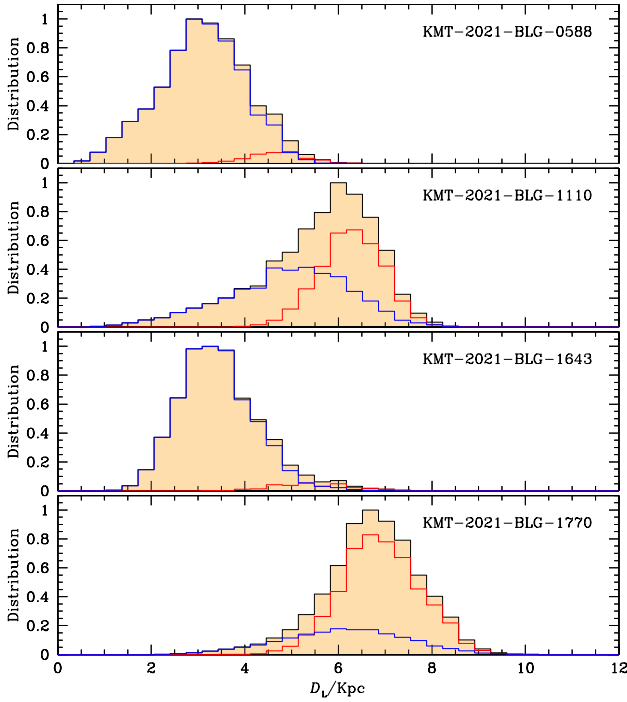 KMT-2021-BLG-0588
Distribution
1
0.8
0.6
0.4
0.2
0
KMT-2021-BLG-1110
Distribution
1
0.8
0.6
0.4
0.2
0
KMT-2021-BLG-1643
Distribution
1
0.8
0.6
0.4
0.2
0
KMT-2021-BLG-1770
Distribution
1
0.8
0.6
0.4
0.2
0
0 2 4 6 8 10 12
D_L/Kpc